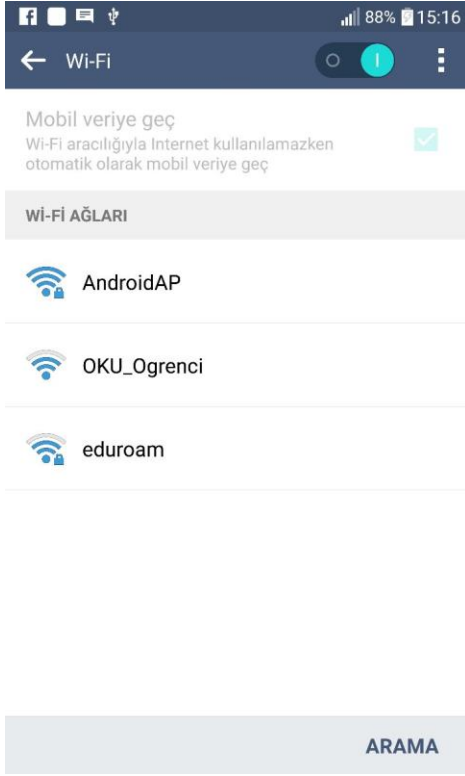 88% 15:16
Wi-Fi
Mobil veriye geç
Wi-Fi aracılığıyla Internet kullanılamazken
otomatik olarak mobil veriye geç
Wİ-Fİ AĞLARI
AndroidAP
OKU_Ogrenci
eduroam
ARAMA